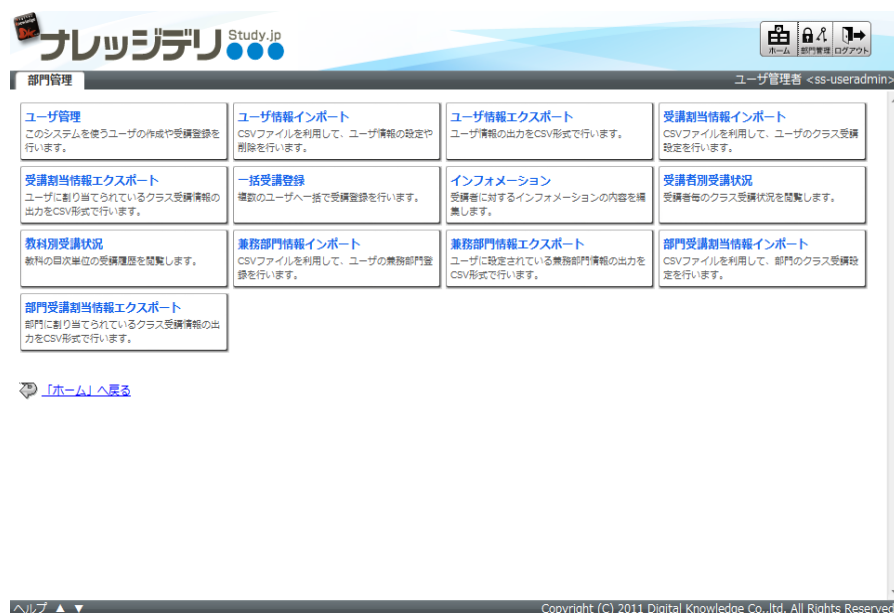 ナレッジデリ Study.jp
ホーム 部門管理 ログアウト
部門管理
ユーザ管理者 <ss-useradmin>
ユーザ管理
このシステムを使うユーザの作成や受講登録を
行います。
ユーザ情報インポート
CSVファイルを利用して、ユーザ情報の設定や
削除を行います。
ユーザ情報エクスポート
ユーザ情報の出力をCSV形式で行います。
受講割当情報インポート
CSVファイルを利用して、ユーザのクラス受講
設定を行います。
受講割当情報エクスポート
ユーザに割り当てられているクラス受講情報の
出力をCSV形式で行います。
一括受講登録
複数のユーザへ一括で受講登録を行います。
インフォメーション
受講者に対するインフォメーションの内容を編
集します。
受講者別受講状況
受講者毎のクラス受講状況を閲覧します。
教科別受講状況
教科の目次単位の受講履歴を閲覧します。
兼務部門情報インポート
CSVファイルを利用して、ユーザの兼務部門登
録を行います。
兼務部門情報エクスポート
ユーザに設定されている兼務部門情報の出力を
CSV形式で行います。
部門受講割当情報インポート
CSVファイルを利用して、部門のクラス受講設
定を行います。
部門受講割当情報エクスポート
部門に割り当てられているクラス受講情報の出
力をCSV形式で行います。
「ホーム」へ戻る
ヘルプ ▲ ▼
Copyright (C) 2011 Digital Knowledge Co.,ltd. All Rights Reserved